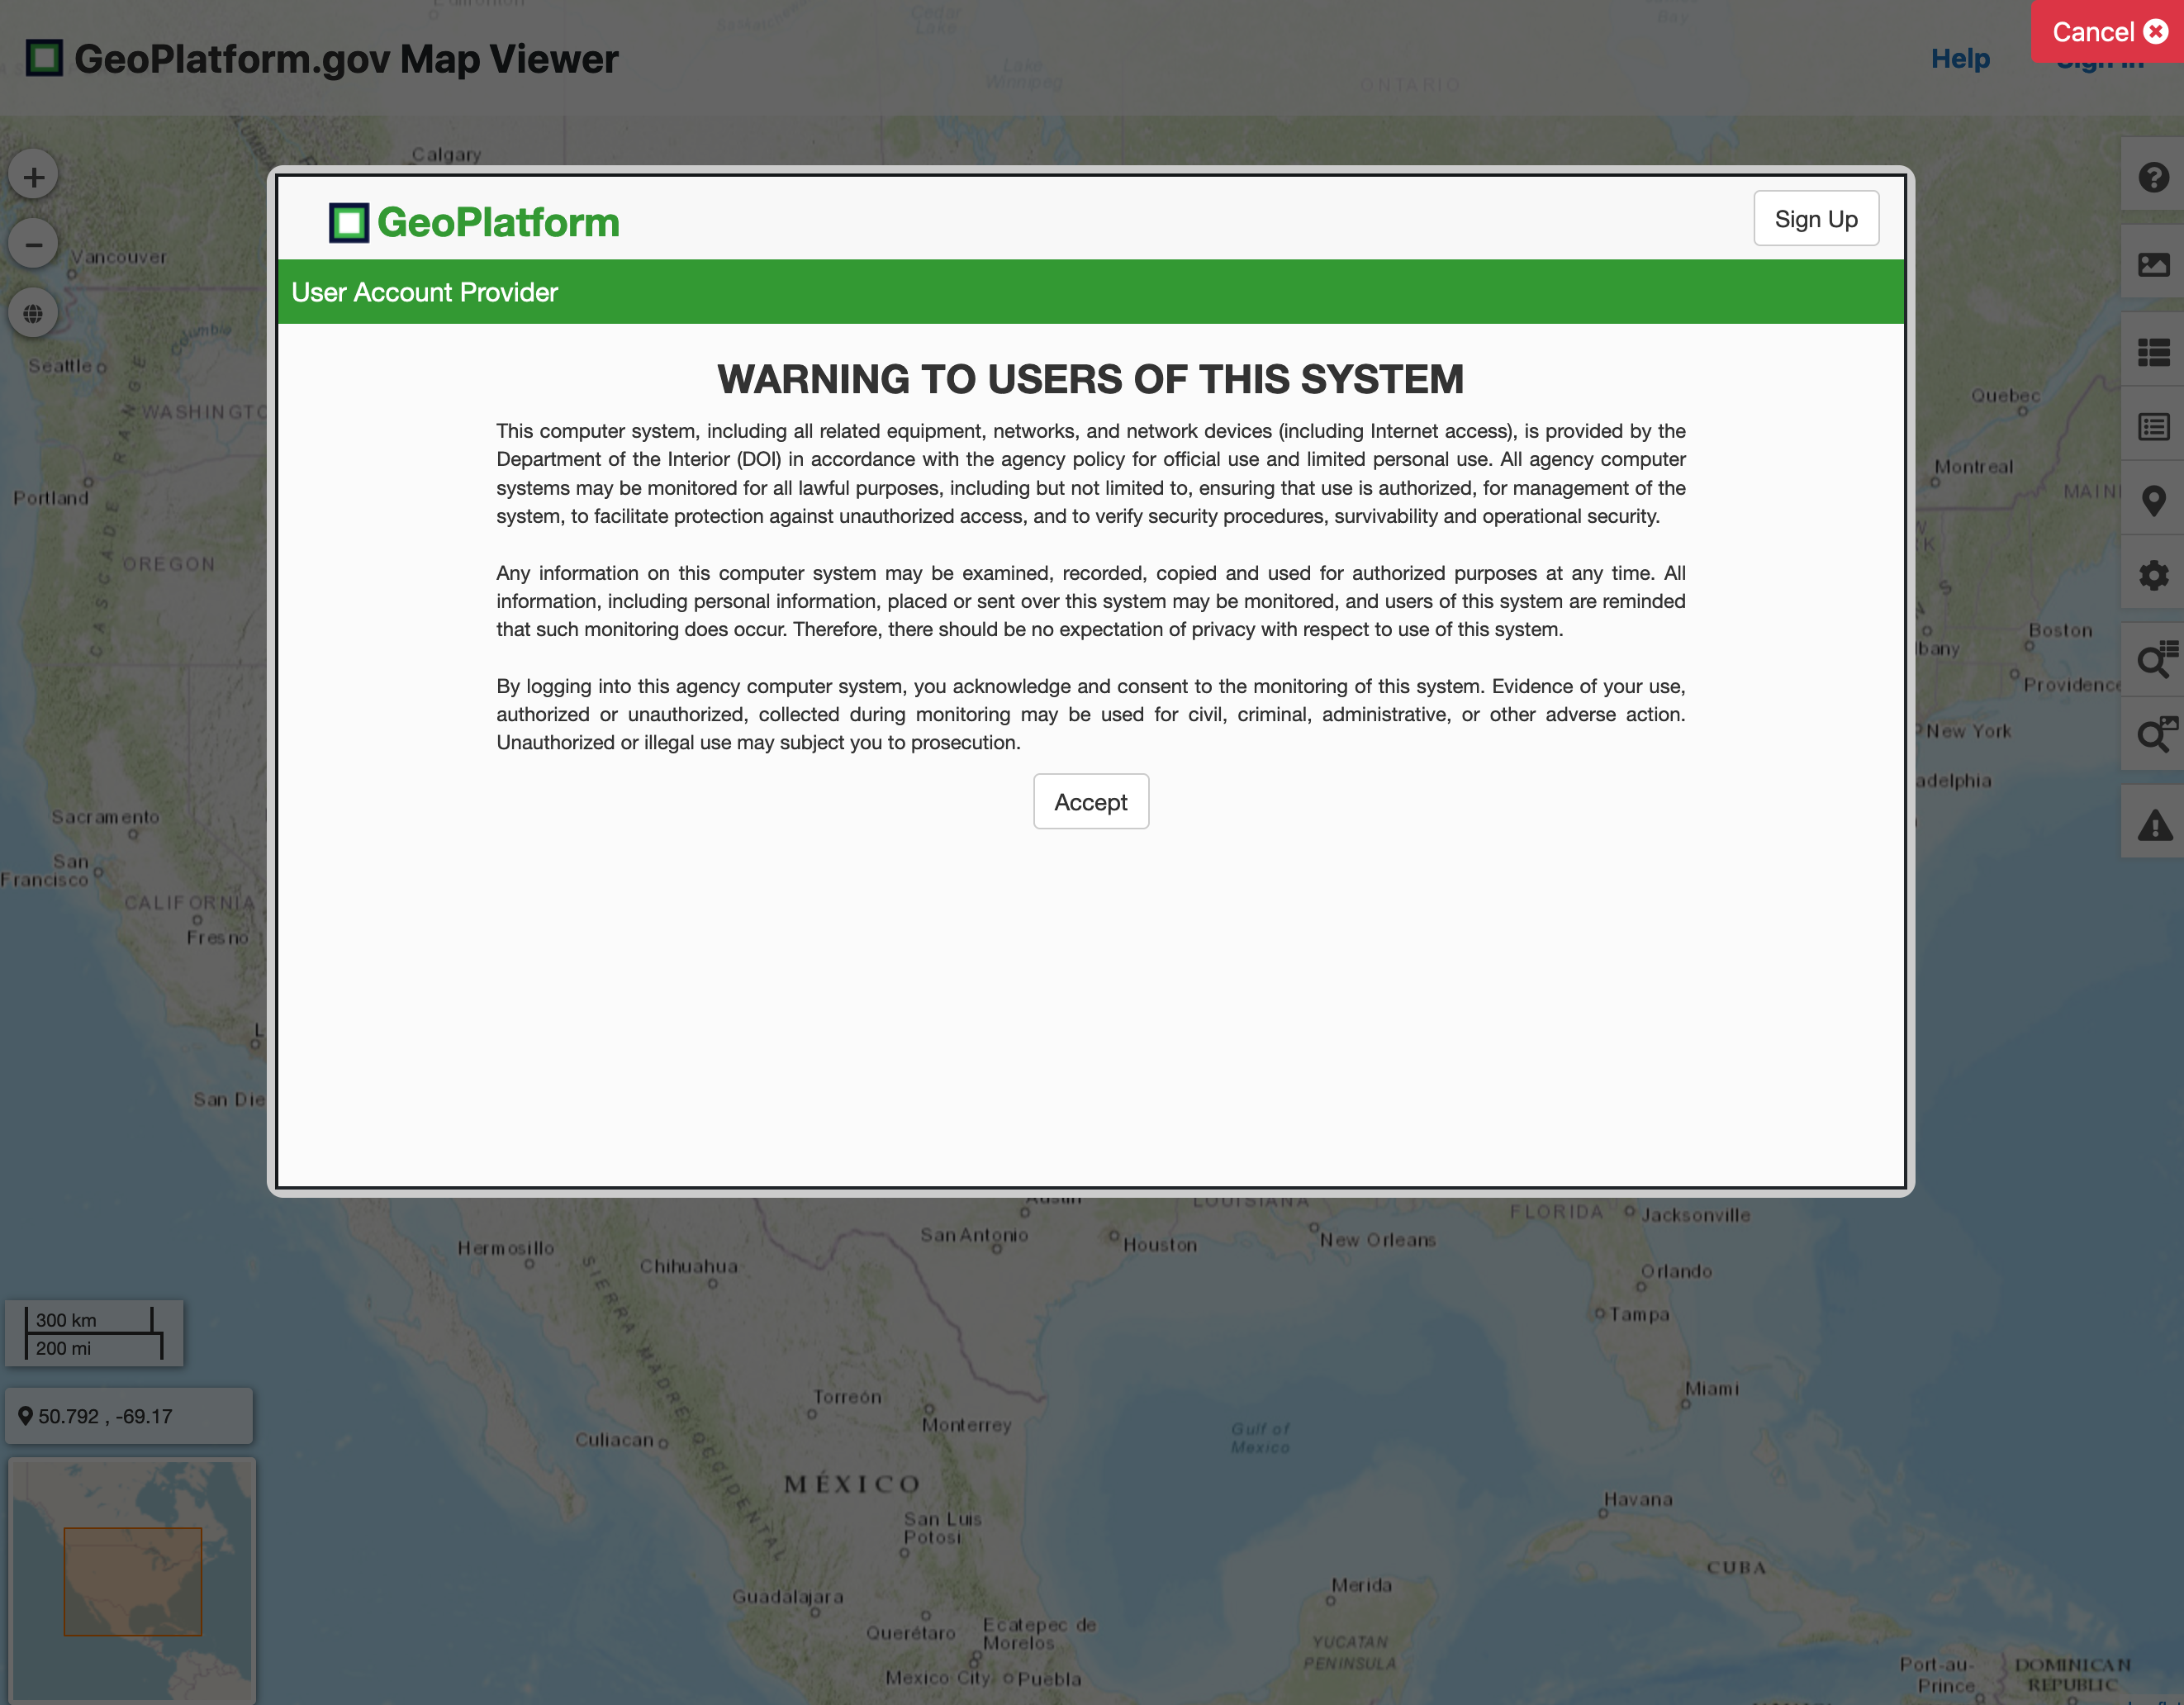 GeoPlatform.gov Map Viewer
Help
Cancel
GeoPlatform
Sign Up
User Account Provider
WARNING TO USERS OF THIS SYSTEM
This computer system, including all related equipment, networks, and network devices (including Internet access), is provided by the
Department of the Interior (DOI) in accordance with the agency policy for official use and limited personal use. All agency computer
systems may be monitored for all lawful purposes, including but not limited to, ensuring that use is authorized, for management of the
system, to facilitate protection against unauthorized access, and to verify security procedures, survivability and operational security.
Any information on this computer system may be examined, recorded, copied and used for authorized purposes at any time. All
information, including personal information, placed or sent over this system may be monitored, and users of this system are reminded
that such monitoring does occur. Therefore, there should be no expectation of privacy with respect to use of this system.
By logging into this agency computer system, you acknowledge and consent to the monitoring of this system. Evidence of your use,
authorized or unauthorized, collected during monitoring may be used for civil, criminal, administrative, or other adverse action.
Unauthorized or illegal use may subject you to prosecution.
Accept
Cedar
Lake
Lake
Winnipeg
ONTARIO
Bay
Calgary
Vancouver
Columbia
Seattle
Portland
CASCADE RANGE
OREGON
Sacramento
San
Francisco
CALIFORNIA
Fresno
Quebec
Montreal
Boston
Providence
New York
LOUISIANA
FLORIDA
Jacksonville
San Antonio
Houston
New Orleans
Hermosillo
Chihuahua
Orlando
Tampa
Miami
SIERRA MADRE OCCIDENTAL
Torreón
Monterrey
Culiacan
Gulf of
Mexico
MÉXICO
San Luis
Potosi
Havana
CUBA
Merida
Guadalajara
Querétaro
Ecatepec de
Morelos
Mexico City
Puebla
YUCATAN
PENINSULA
Port-au-
Prince
DOMINICAN
REPUBLIC
300 km
200 mi
50.792 , -69.17